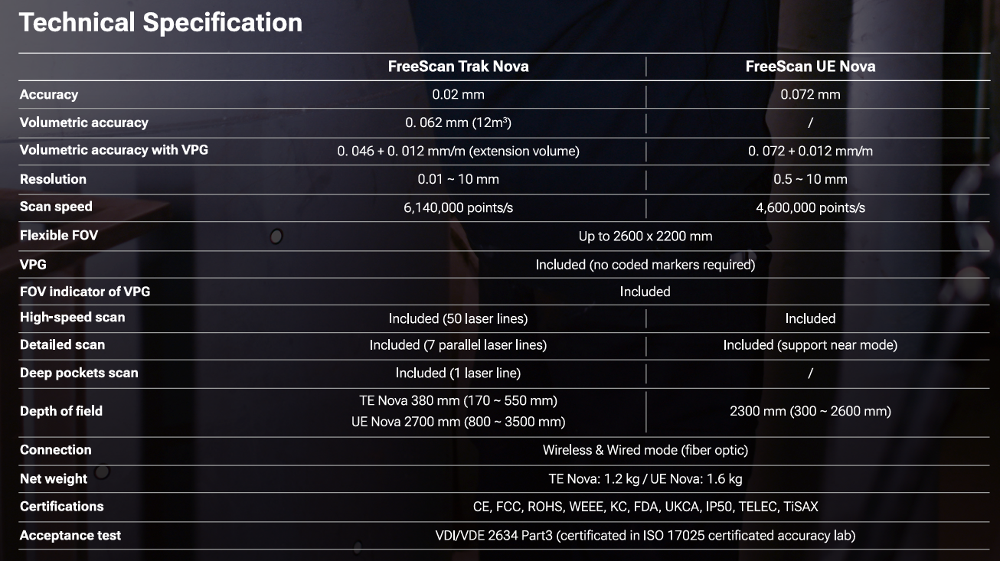 Technical Specification
FreeScan Trak Nova FreeScan UE Nova
Accuracy 0.02 mm 0.072 mm
Volumetric accuracy 0. 062 mm (12m³) /
Volumetric accuracy with VPG 0. 046 + 0. 012 mm/m (extension volume) 0. 072 + 0.012 mm/m
Resolution 0.01 ~ 10 mm 0.5 ~ 10 mm
Scan speed 6,140,000 points/s 4,600,000 points/s
Flexible FOV Up to 2600 x 2200 mm
VPG Included (no coded markers required)
FOV indicator of VPG Included
High-speed scan Included (50 laser lines) Included
Detailed scan Included (7 parallel laser lines) Included (support near mode)
Deep pockets scan Included (1 laser line) /
TE Nova 380 mm (170 ~ 550 mm)
Depth of field 2300 mm (300 ~ 2600 mm)
UE Nova 2700 mm (800 ~ 3500 mm)
Connection Wireless & Wired mode (fiber optic)
Net weight TE Nova: 1.2 kg / UE Nova: 1.6 kg
Certifications CE, FCC, ROHS, WEEE, KC, FDA, UKCA, IP50, TELEC, TiSAX
Acceptance test VDI/VDE 2634 Part3 (certificated in ISO 17025 certificated accuracy lab)